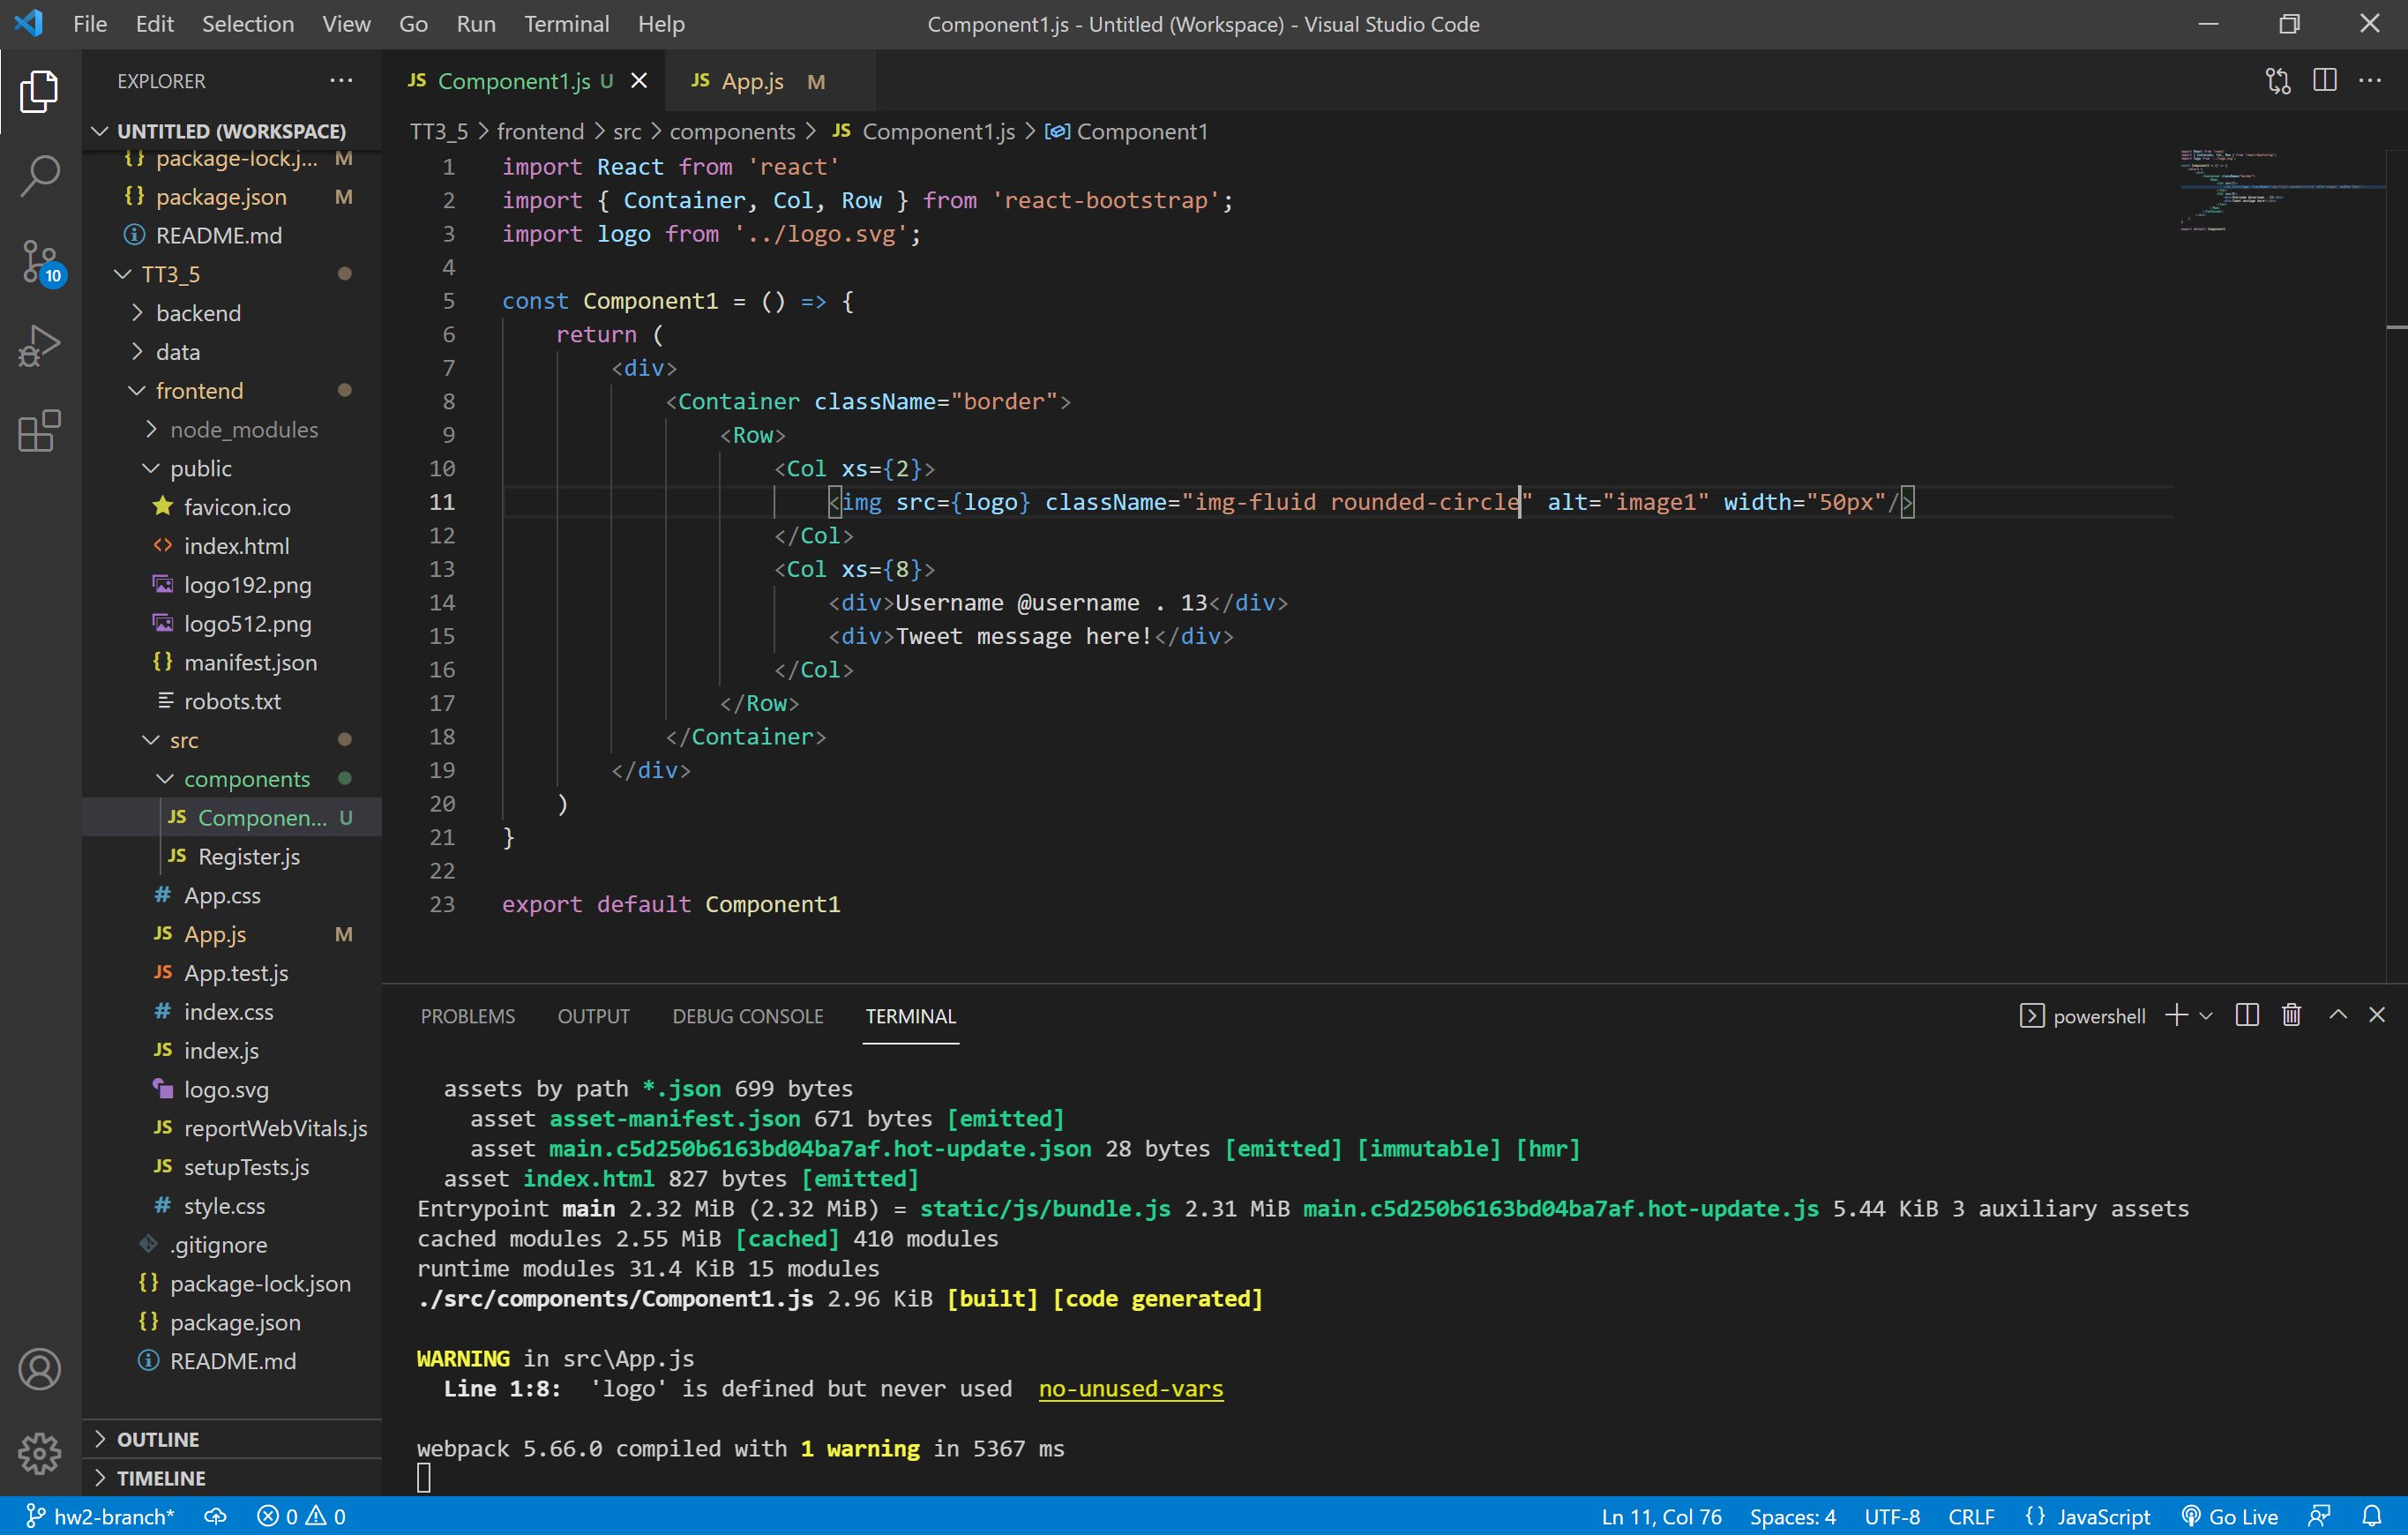 File Edit Selection View Go Run Terminal Help
Component1.js - Untitled (Workspace) - Visual Studio Code
EXPLORER
UNTITLED (WORKSPACE)
{} package-lock.j... M
{} package.json M
README.md
TT3_5
backend
data
frontend
node_modules
public
favicon.ico
<> index.html
logo192.png
logo512.png
{} manifest.json
robots.txt
src
components
JS Componen... U
JS Register.js
# App.css
JS App.js M
JS App.test.js
# index.css
JS index.js
logo.svg
JS reportWebVitals.js
JS setupTests.js
# style.css
.gitignore
{} package-lock.json
{} package.json
README.md
OUTLINE
TIMELINE
10
JS Component1.js U
JS App.js M
TT3_5 > frontend > src > components > JS Component1.js > Component1
1 import React from 'react'
2 import { Container, Col, Row } from 'react-bootstrap';
3 import logo from '../logo.svg';
4
5 const Component1 = () => {
6 return (
7 <div>
8 <Container className="border">
9 <Row>
10 <Col xs={2}>
11 <img src={logo} className="img-fluid rounded-circle" alt="image1" width="50px"/>
12 </Col>
13 <Col xs={8}>
14 <div>Username @username . 13</div>
15 <div>Tweet message here!</div>
16 </Col>
17 </Row>
18 </Container>
19 </div>
20 )
21 }
22
23 export default Component1
PROBLEMS OUTPUT DEBUG CONSOLE TERMINAL
powershell
assets by path *.json 699 bytes
asset asset-manifest.json 671 bytes [emitted]
asset main.c5d250b6163bd04ba7af.hot-update.json 28 bytes [emitted] [immutable] [hmr]
asset index.html 827 bytes [emitted]
Entrypoint main 2.32 MiB (2.32 MiB) = static/js/bundle.js 2.31 MiB main.c5d250b6163bd04ba7af.hot-update.js 5.44 KiB 3 auxiliary assets
cached modules 2.55 MiB [cached] 410 modules
runtime modules 31.4 KiB 15 modules
./src/components/Component1.js 2.96 KiB [built] [code generated]
WARNING in src\App.js
Line 1:8: 'logo' is defined but never used no-unused-vars
webpack 5.66.0 compiled with 1 warning in 5367 ms
hw2-branch* 0 0
Ln 11, Col 76 Spaces: 4 UTF-8 CRLF {} JavaScript Go Live